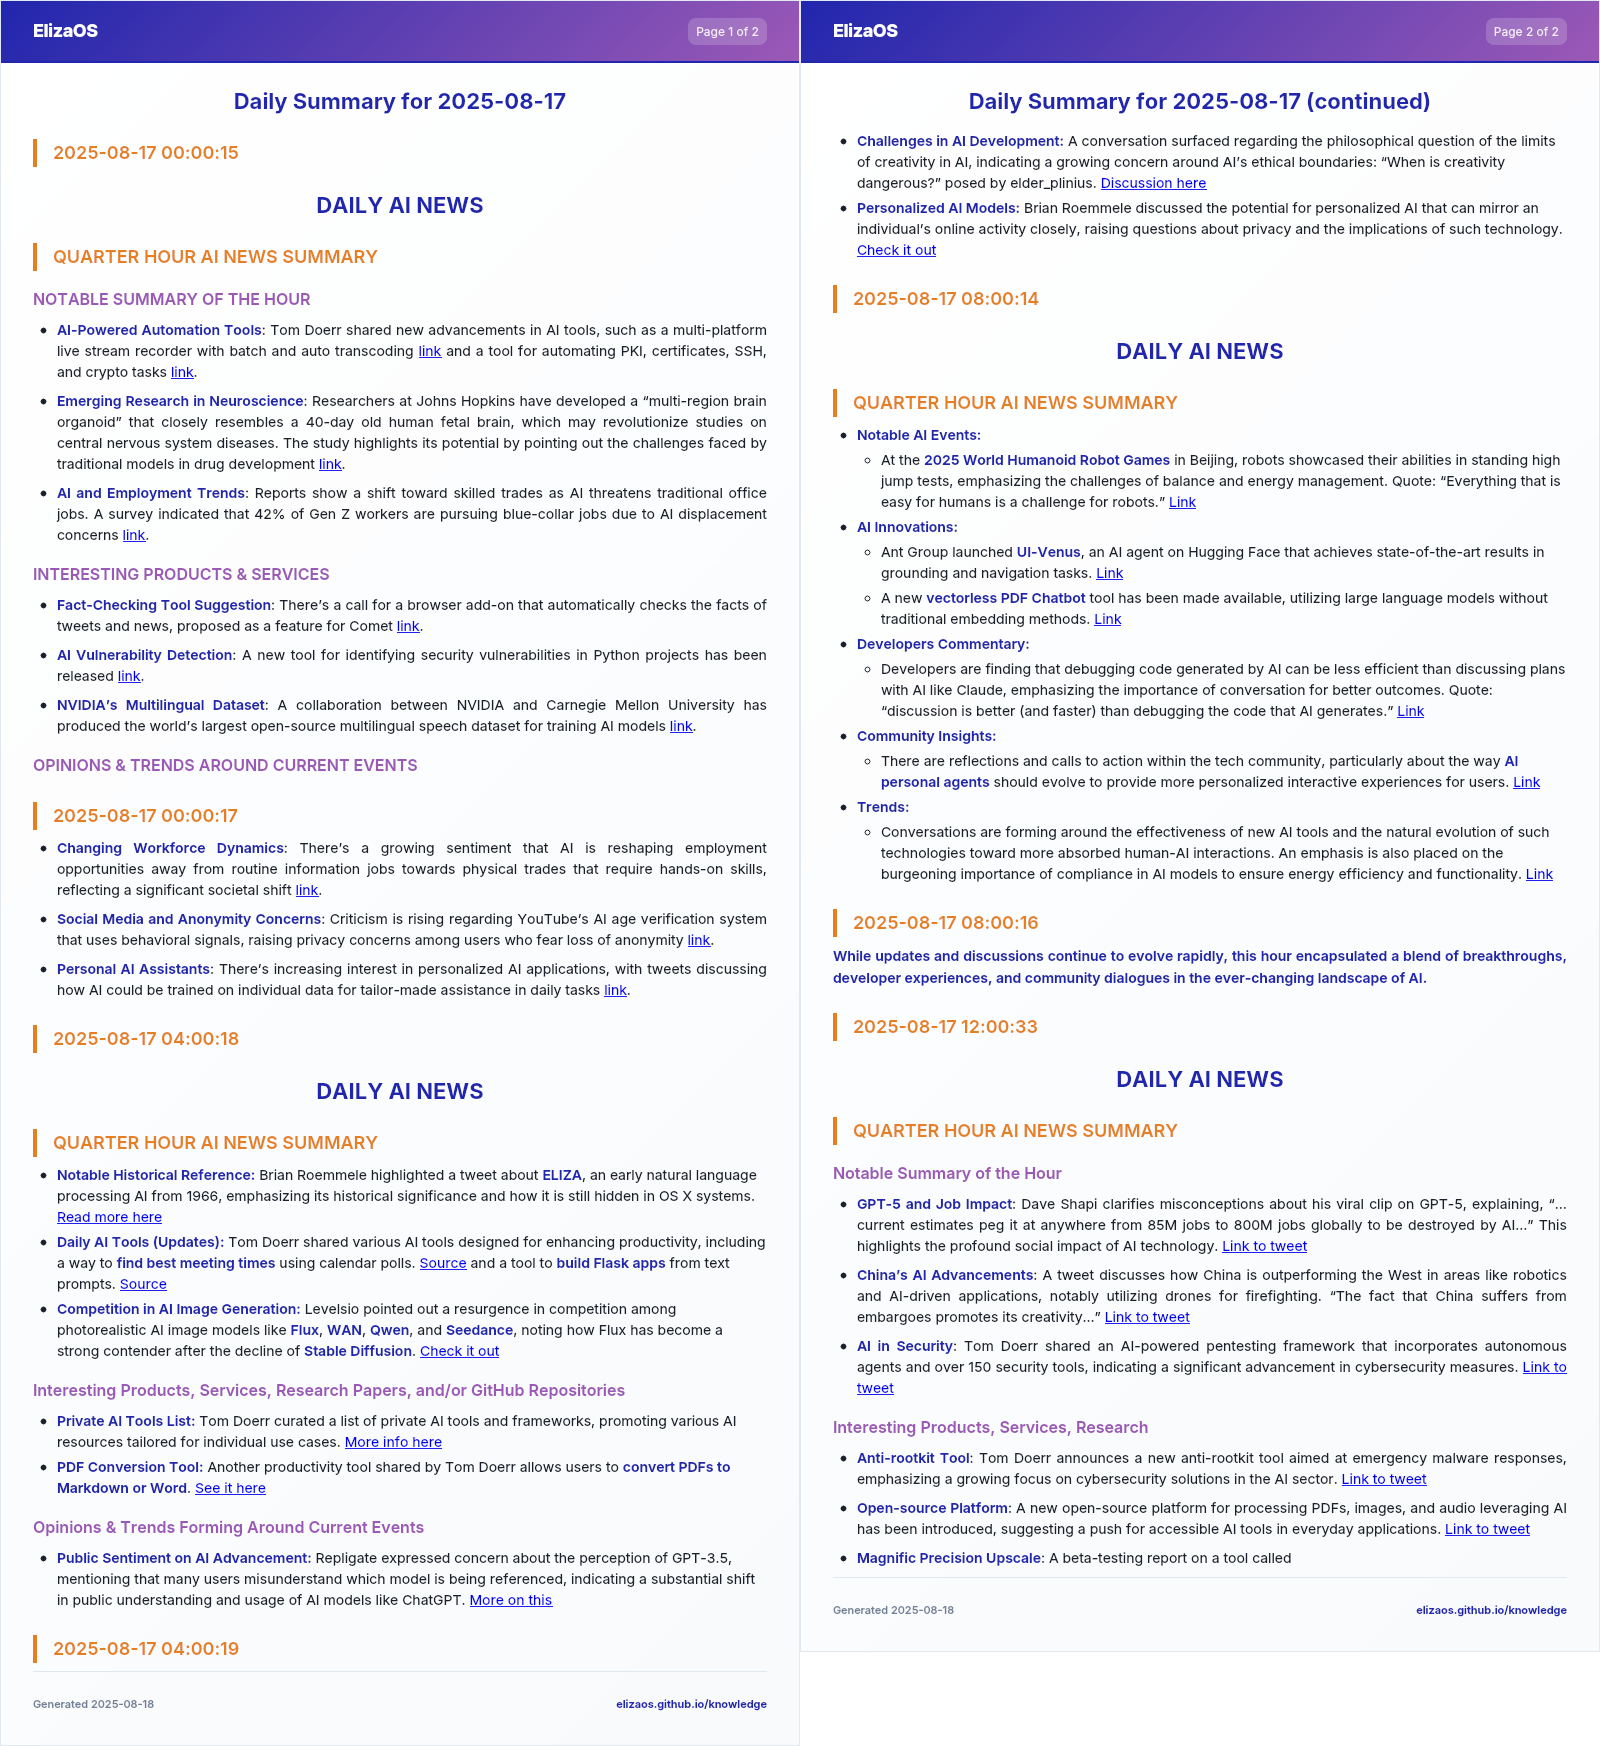 ElizaOS
Page 1 of 2
Daily Summary for 2025-08-17
2025-08-17 00:00:15
DAILY AI NEWS
QUARTER HOUR AI NEWS SUMMARY
NOTABLE SUMMARY OF THE HOUR
• AI-Powered Automation Tools: Tom Doerr shared new advancements in AI tools, such as a multi-platform
live stream recorder with batch and auto transcoding link and a tool for automating PKI, certificates, SSH,
and crypto tasks link.
• Emerging Research in Neuroscience: Researchers at Johns Hopkins have developed a “multi-region brain
organoid” that closely resembles a 40-day old human fetal brain, which may revolutionize studies on
central nervous system diseases. The study highlights its potential by pointing out the challenges faced by
traditional models in drug development link.
• AI and Employment Trends: Reports show a shift toward skilled trades as AI threatens traditional office
jobs. A survey indicated that 42% of Gen Z workers are pursuing blue-collar jobs due to AI displacement
concerns link.
INTERESTING PRODUCTS & SERVICES
• Fact-Checking Tool Suggestion: There’s a call for a browser add-on that automatically checks the facts of
tweets and news, proposed as a feature for Comet link.
• AI Vulnerability Detection: A new tool for identifying security vulnerabilities in Python projects has been
released link.
• NVIDIA’s Multilingual Dataset: A collaboration between NVIDIA and Carnegie Mellon University has
produced the world’s largest open-source multilingual speech dataset for training AI models link.
OPINIONS & TRENDS AROUND CURRENT EVENTS
2025-08-17 00:00:17
• Changing Workforce Dynamics: There’s a growing sentiment that AI is reshaping employment
opportunities away from routine information jobs towards physical trades that require hands-on skills,
reflecting a significant societal shift link.
• Social Media and Anonymity Concerns: Criticism is rising regarding YouTube’s AI age verification system
that uses behavioral signals, raising privacy concerns among users who fear loss of anonymity link.
• Personal AI Assistants: There’s increasing interest in personalized AI applications, with tweets discussing
how AI could be trained on individual data for tailor-made assistance in daily tasks link.
2025-08-17 04:00:18
DAILY AI NEWS
QUARTER HOUR AI NEWS SUMMARY
• Notable Historical Reference: Brian Roemmele highlighted a tweet about ELIZA, an early natural language
processing AI from 1966, emphasizing its historical significance and how it is still hidden in OS X systems.
Read more here
• Daily AI Tools (Updates): Tom Doerr shared various AI tools designed for enhancing productivity, including
a way to find best meeting times using calendar polls. Source and a tool to build Flask apps from text
prompts. Source
• Competition in AI Image Generation: Levelsio pointed out a resurgence in competition among
photorealistic AI image models like Flux, WAN, Qwen, and Seedance, noting how Flux has become a
strong contender after the decline of Stable Diffusion. Check it out
Interesting Products, Services, Research Papers, and/or GitHub Repositories
• Private AI Tools List: Tom Doerr curated a list of private AI tools and frameworks, promoting various AI
resources tailored for individual use cases. More info here
• PDF Conversion Tool: Another productivity tool shared by Tom Doerr allows users to convert PDFs to
Markdown or Word. See it here
Opinions & Trends Forming Around Current Events
• Public Sentiment on AI Advancement: Repligate expressed concern about the perception of GPT-3.5,
mentioning that many users misunderstand which model is being referenced, indicating a substantial shift
in public understanding and usage of AI models like ChatGPT. More on this
2025-08-17 04:00:19
Generated 2025-08-18
elizaos.github.io/knowledge
ElizaOS
Page 2 of 2
Daily Summary for 2025-08-17 (continued)
• Challenges in AI Development: A conversation surfaced regarding the philosophical question of the limits
of creativity in AI, indicating a growing concern around AI’s ethical boundaries: “When is creativity
dangerous?” posed by elder_plinius. Discussion here
• Personalized AI Models: Brian Roemmele discussed the potential for personalized AI that can mirror an
individual’s online activity closely, raising questions about privacy and the implications of such technology.
Check it out
2025-08-17 08:00:14
DAILY AI NEWS
QUARTER HOUR AI NEWS SUMMARY
• Notable AI Events:
◦ At the 2025 World Humanoid Robot Games in Beijing, robots showcased their abilities in standing high
jump tests, emphasizing the challenges of balance and energy management. Quote: “Everything that is
easy for humans is a challenge for robots.” Link
• AI Innovations:
◦ Ant Group launched UI-Venus, an AI agent on Hugging Face that achieves state-of-the-art results in
grounding and navigation tasks. Link
◦ A new vectorless PDF Chatbot tool has been made available, utilizing large language models without
traditional embedding methods. Link
• Developers Commentary:
◦ Developers are finding that debugging code generated by AI can be less efficient than discussing plans
with AI like Claude, emphasizing the importance of conversation for better outcomes. Quote:
“discussion is better (and faster) than debugging the code that AI generates.” Link
• Community Insights:
◦ There are reflections and calls to action within the tech community, particularly about the way AI
personal agents should evolve to provide more personalized interactive experiences for users. Link
• Trends:
◦ Conversations are forming around the effectiveness of new AI tools and the natural evolution of such
technologies toward more absorbed human-AI interactions. An emphasis is also placed on the
burgeoning importance of compliance in AI models to ensure energy efficiency and functionality. Link
2025-08-17 08:00:16
While updates and discussions continue to evolve rapidly, this hour encapsulated a blend of breakthroughs,
developer experiences, and community dialogues in the ever-changing landscape of AI.
2025-08-17 12:00:33
DAILY AI NEWS
QUARTER HOUR AI NEWS SUMMARY
Notable Summary of the Hour
• GPT-5 and Job Impact: Dave Shapi clarifies misconceptions about his viral clip on GPT-5, explaining, “…
current estimates peg it at anywhere from 85M jobs to 800M jobs globally to be destroyed by AI…” This
highlights the profound social impact of AI technology. Link to tweet
• China’s AI Advancements: A tweet discusses how China is outperforming the West in areas like robotics
and AI-driven applications, notably utilizing drones for firefighting. “The fact that China suffers from
embargoes promotes its creativity…” Link to tweet
• AI in Security: Tom Doerr shared an AI-powered pentesting framework that incorporates autonomous
agents and over 150 security tools, indicating a significant advancement in cybersecurity measures. Link to
tweet
Interesting Products, Services, Research
• Anti-rootkit Tool: Tom Doerr announces a new anti-rootkit tool aimed at emergency malware responses,
emphasizing a growing focus on cybersecurity solutions in the AI sector. Link to tweet
• Open-source Platform: A new open-source platform for processing PDFs, images, and audio leveraging AI
has been introduced, suggesting a push for accessible AI tools in everyday applications. Link to tweet
• Magnific Precision Upscale: A beta-testing report on a tool called
Generated 2025-08-18
elizaos.github.io/knowledge